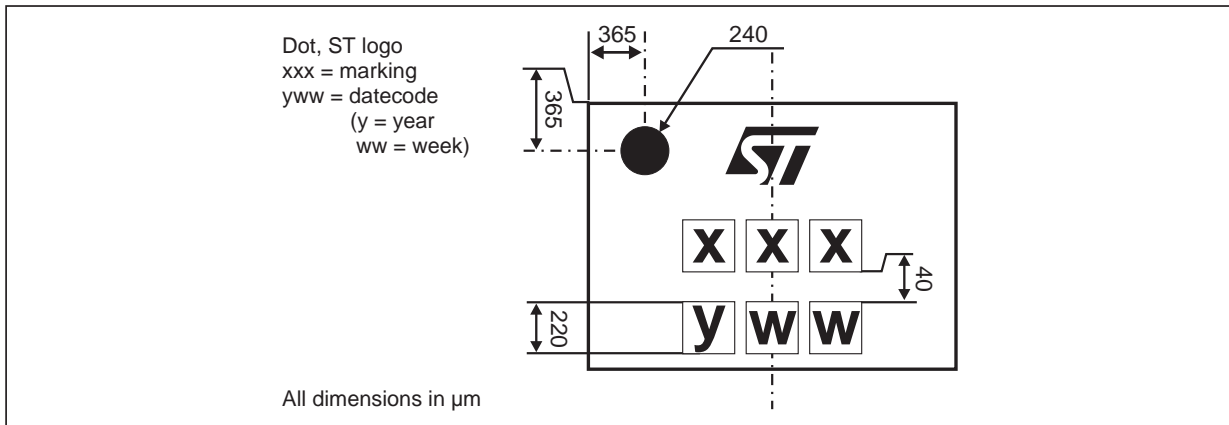 Dot, ST logo
xxx = marking
yww = datecode
(y = year
ww = week)
365
240
365
ST
x x x
40
y w w
220
All dimensions in µm